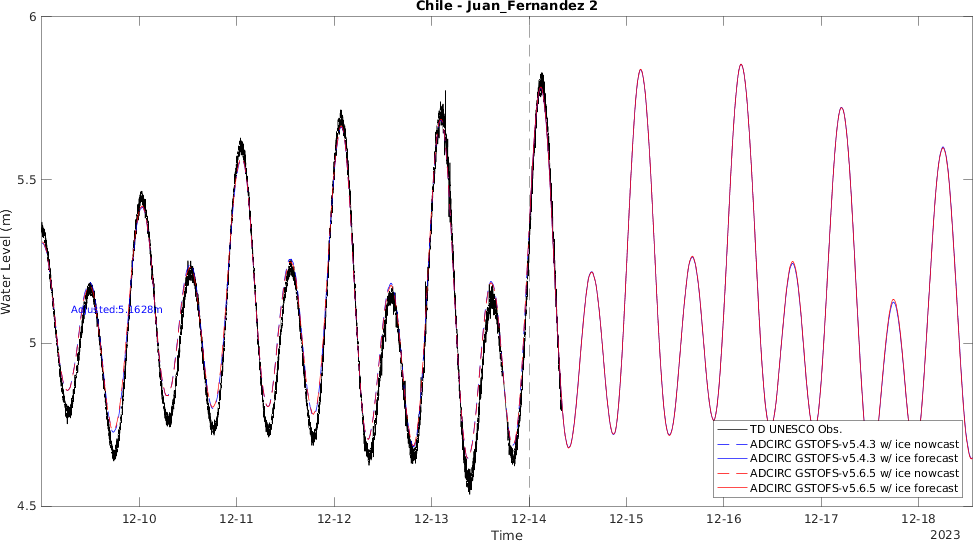 Chile - Juan_Fernandez 2
6
5.5
5
4.5
Water Level (m)
Adjusted:5.1628m
12-10
12-11
12-12
12-13
12-14
12-15
12-16
12-17
12-18
Time
2023
TD UNESCO Obs.
ADCIRC GSTOFS-v5.4.3 w/ ice nowcast
ADCIRC GSTOFS-v5.4.3 w/ ice forecast
ADCIRC GSTOFS-v5.6.5 w/ ice nowcast
ADCIRC GSTOFS-v5.6.5 w/ ice forecast